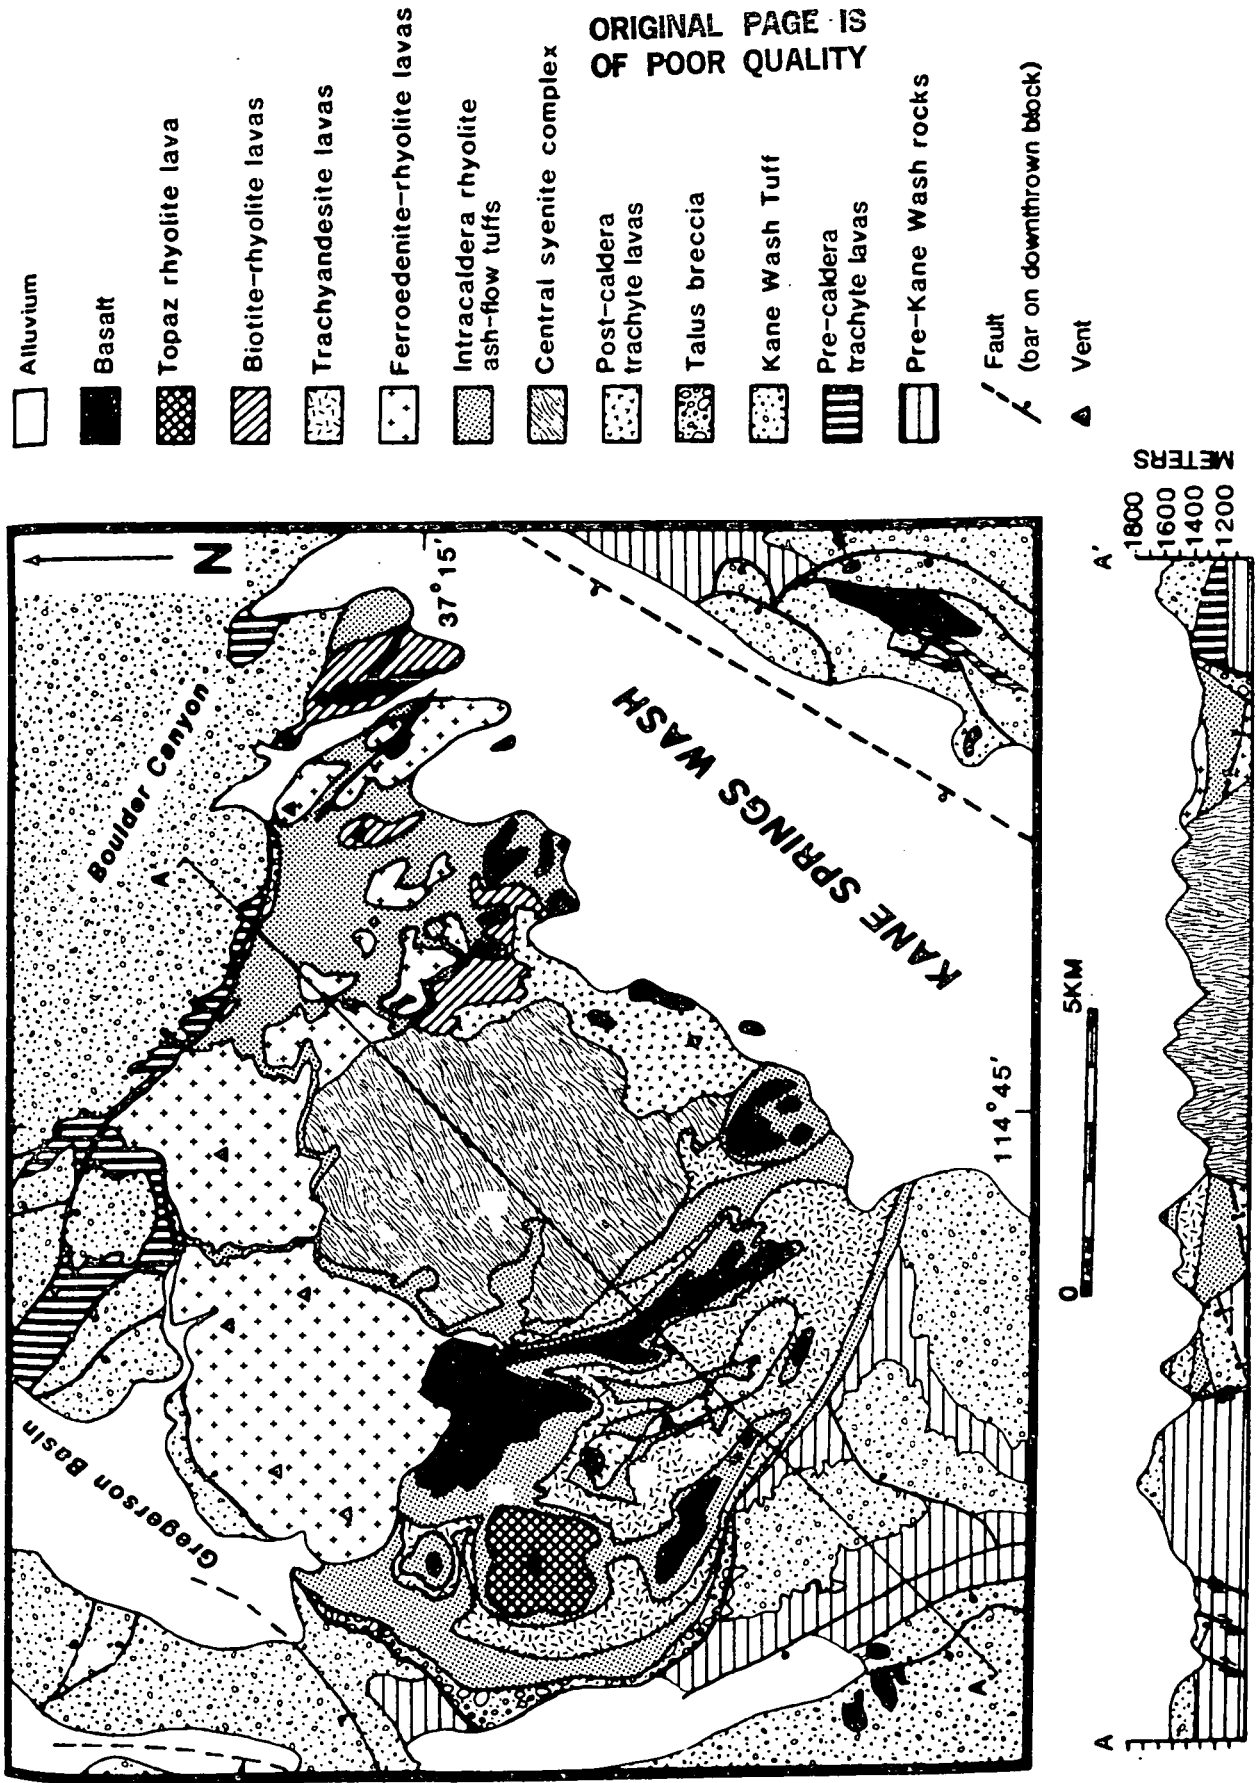 ORIGINAL PAGE IS
OF POOR QUALITY
Alluvium
Basalt
Topaz rhyolite lava
Biotite-rhyolite lavas
Trachyandesite lavas
Ferroedenite-rhyolite lavas
Intracaldera rhyolite
ash-flow tuffs
Central syenite complex
Post-caldera
trachyte lavas
Talus breccia
Kane Wash Tuff
Pre-caldera
trachyte lavas
Pre-Kane Wash rocks
Fault
(bar on downthrown block)
Vent
N
37°15'
Boulder Canyon
A'
KANE SPRINGS WASH
Gregerson Basin
A
114°45'
0
5KM
A
A'
1800
1600
1400
1200
METERS